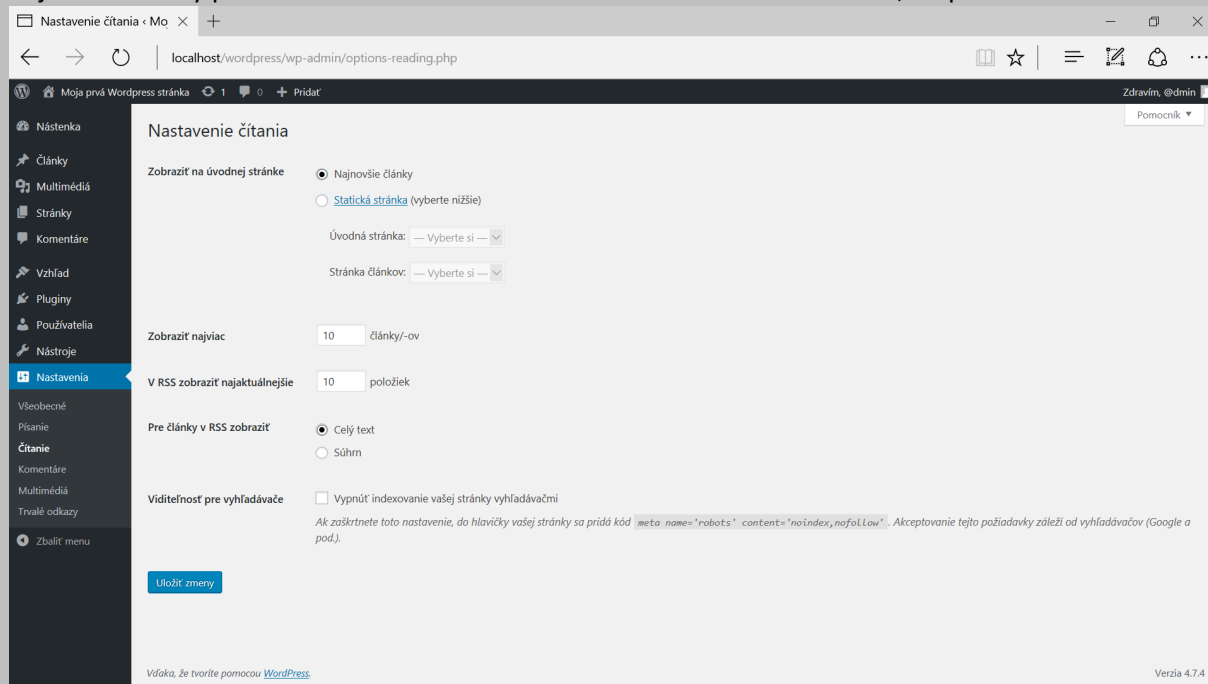 Nastavenie čítania ‹ Mo
localhost/wordpress/wp-admin/options-reading.php
Moja prvá Wordpress stránka 1 0 Pridať Zdravím, @dmin
Pomocník
Nástenka
Články
Multimédiá
Stránky
Komentáre
Vzhľad
Pluginy
Používatelia
Nástroje
Nastavenia
Všeobecné
Písanie
Čítanie
Komentáre
Multimédiá
Trvalé odkazy
Zbaliť menu
Nastavenie čítania
Zobraziť na úvodnej stránke
Najnovšie články
Statická stránka (vyberte nižšie)
Úvodná stránka: — Vyberte si —
Stránka článkov: — Vyberte si —
Zobraziť najviac 10 články/-ov
V RSS zobraziť najaktuálnejšie 10 položiek
Pre články v RSS zobraziť
Celý text
Súhrn
Viditeľnosť pre vyhľadávače
Vypnúť indexovanie vašej stránky vyhľadávačmi
Ak zaškrtnete toto nastavenie, do hlavičky vašej stránky sa pridá kód meta name='robots' content='noindex,nofollow' . Akceptovanie tejto požiadavky záleží od vyhľadávačov (Google a
pod.).
Uložiť zmeny
Vďaka, že tvoríte pomocou WordPress.
Verzia 4.7.4